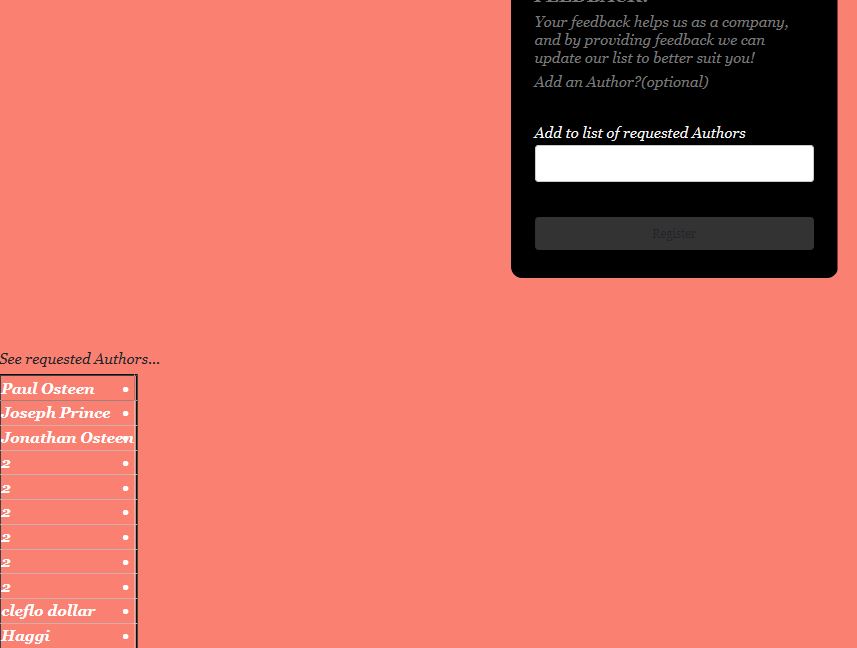 FEEDBACK!
Your feedback helps us as a company,
and by providing feedback we can
update our list to better suit you!
Add an Author?(optional)
Add to list of requested Authors
Register
See requested Authors...
Paul Osteen
Joseph Prince
Jonathan Osteen
2
2
2
2
2
2
cleflo dollar
Haggi